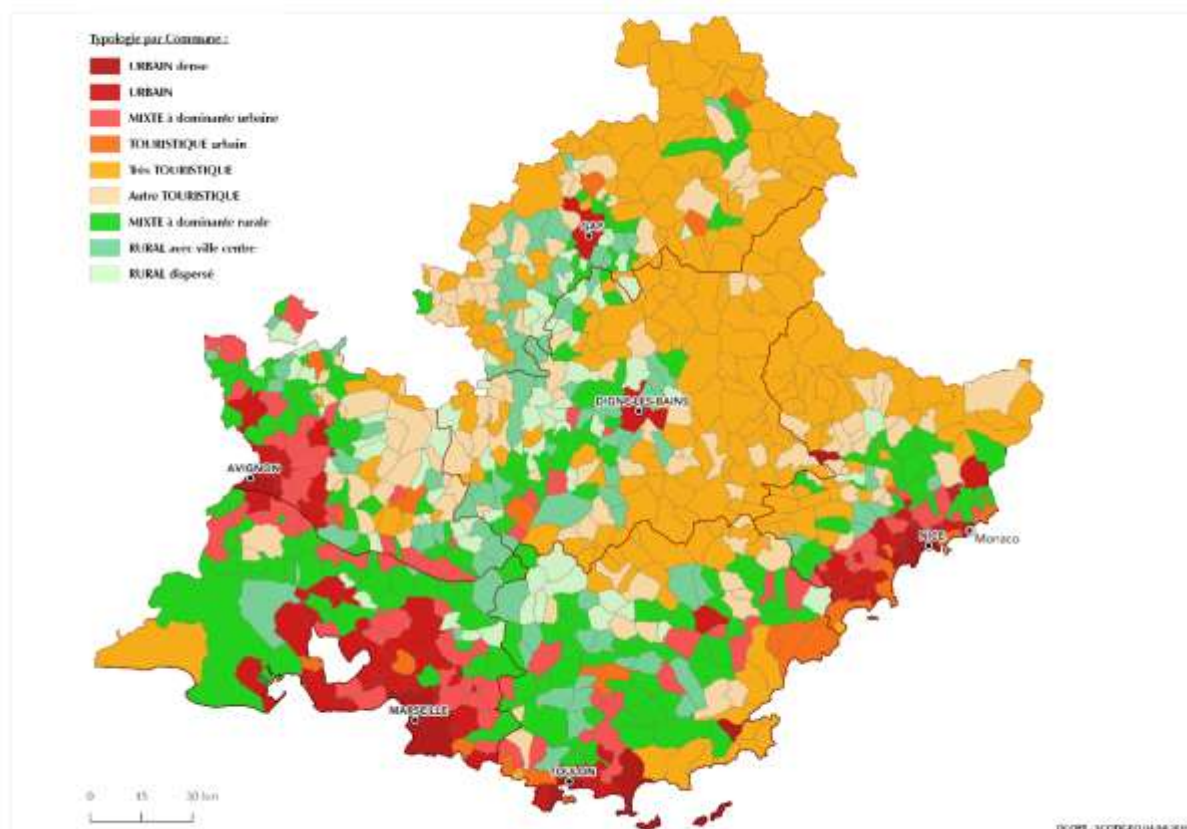 Typologie par Commune :
URBAIN dense
URBAIN
MIXTE à dominante urbaine
TOURISTIQUE urbain
Très TOURISTIQUE
Autre TOURISTIQUE
MIXTE à dominante rurale
RURAL avec ville centre
RURAL dispersé
GAP
DIGNE-LES-BAINS
AVIGNON
NICE
Monaco
MARSEILLE
TOULON
0 15 30 km